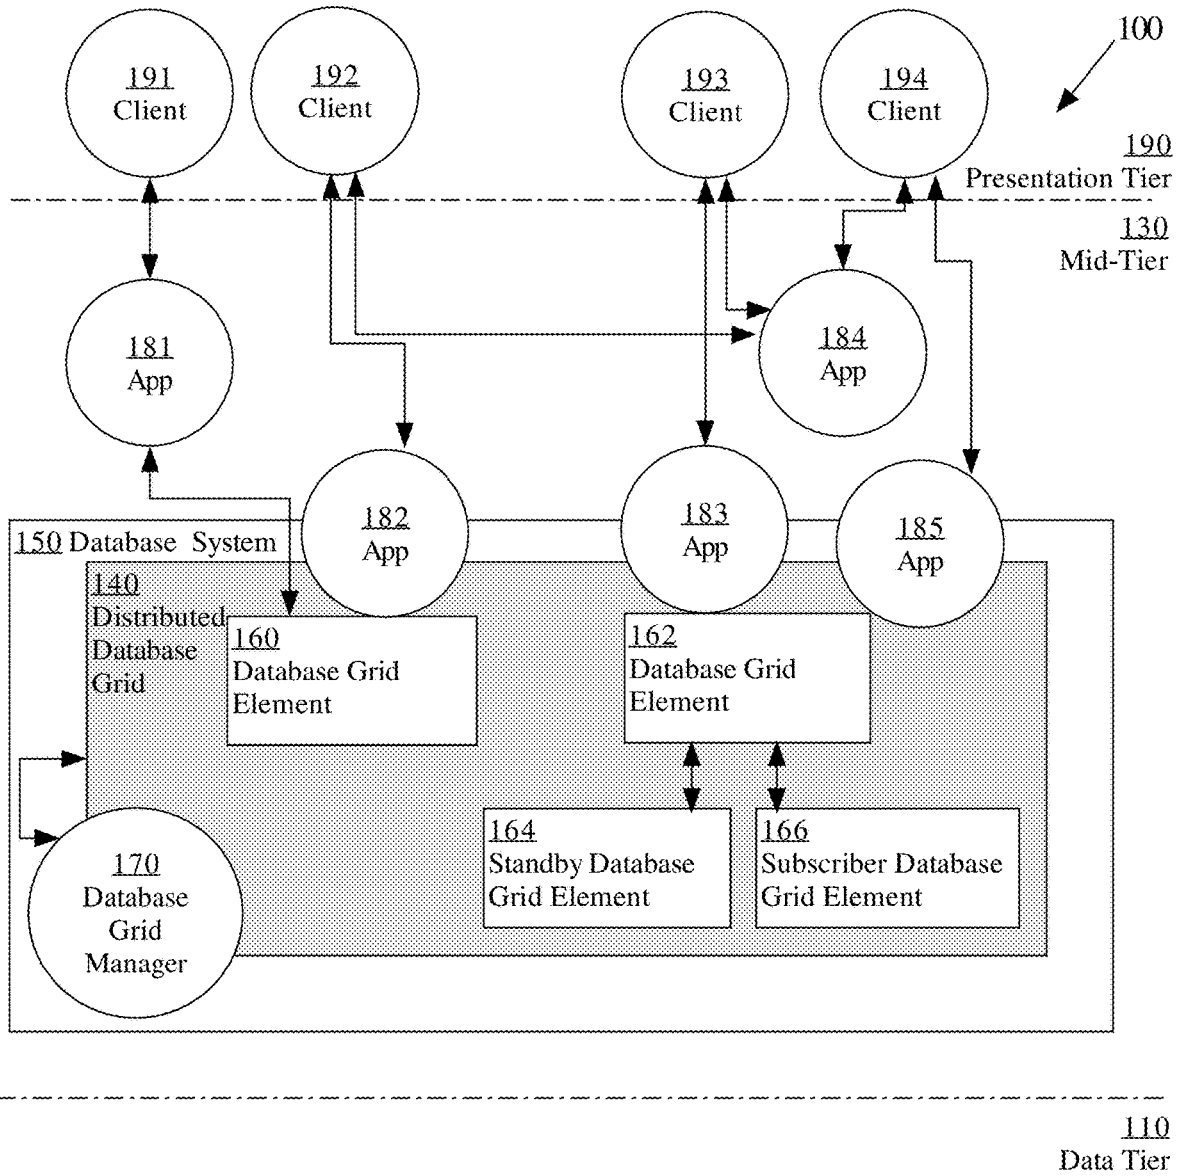 100
191
Client
192
Client
193
Client
194
Client
190
Presentation Tier
130
Mid-Tier
181
App
184
App
182
App
183
App
185
App
150 Database System
140
Distributed
Database
Grid
160
Database Grid
Element
162
Database Grid
Element
164
Standby Database
Grid Element
166
Subscriber Database
Grid Element
170
Database
Grid
Manager
110
Data Tier